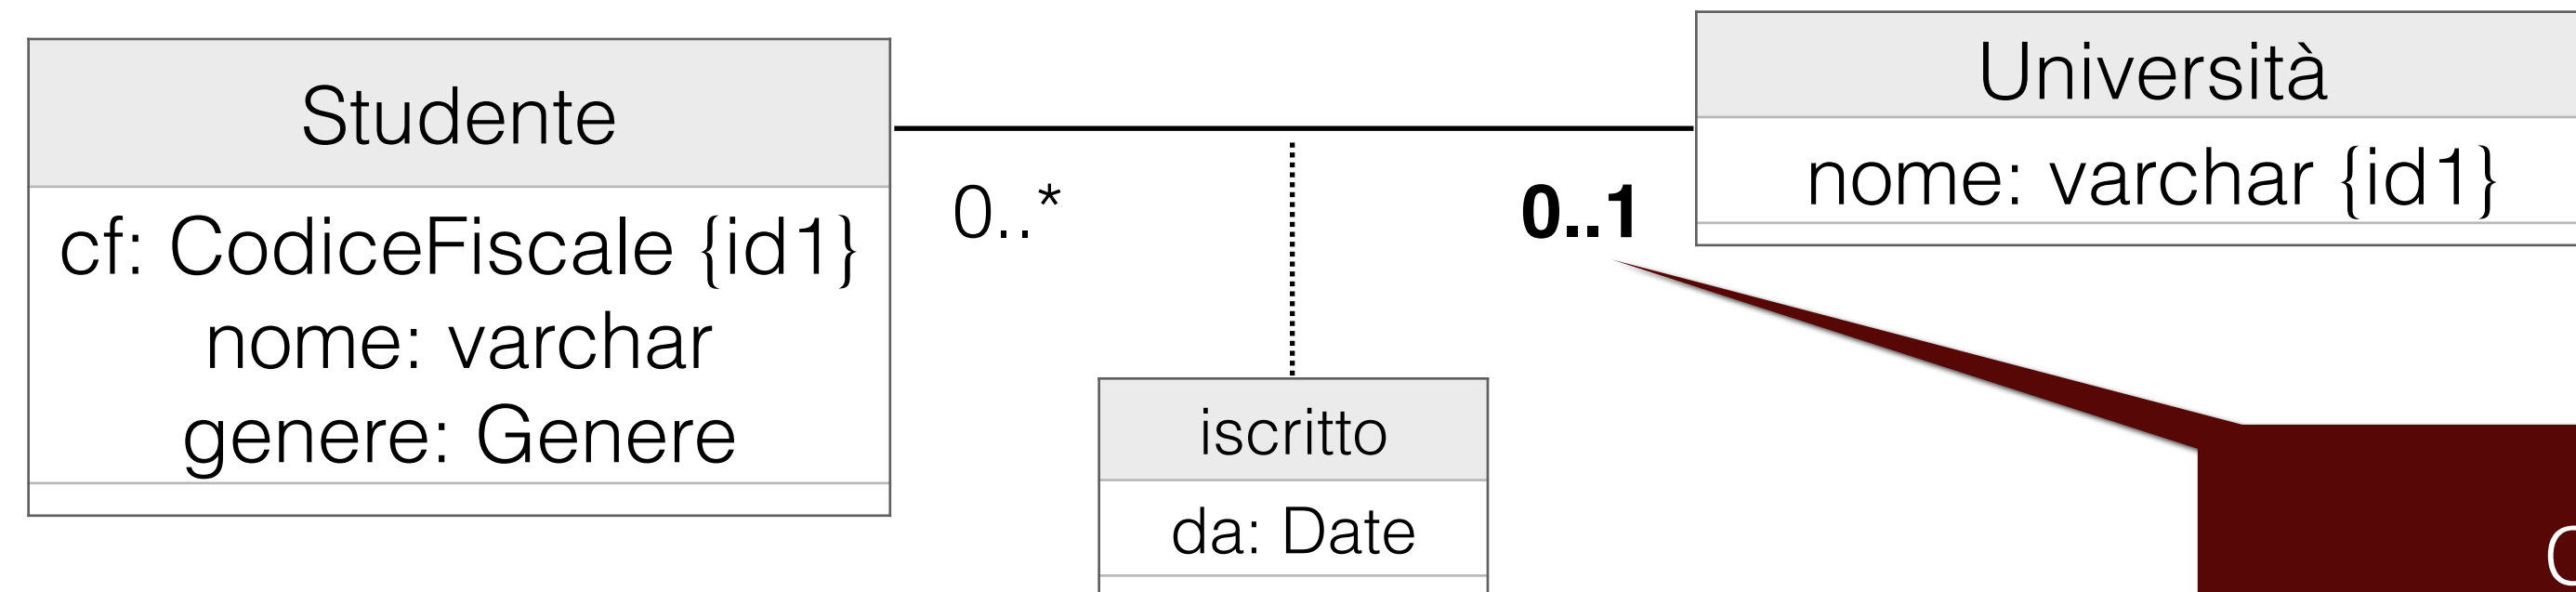 Studente
cf: CodiceFiscale {id1}
nome: varchar
genere: Genere
0..*
0..1
Università
nome: varchar {id1}
iscritto
da: Date